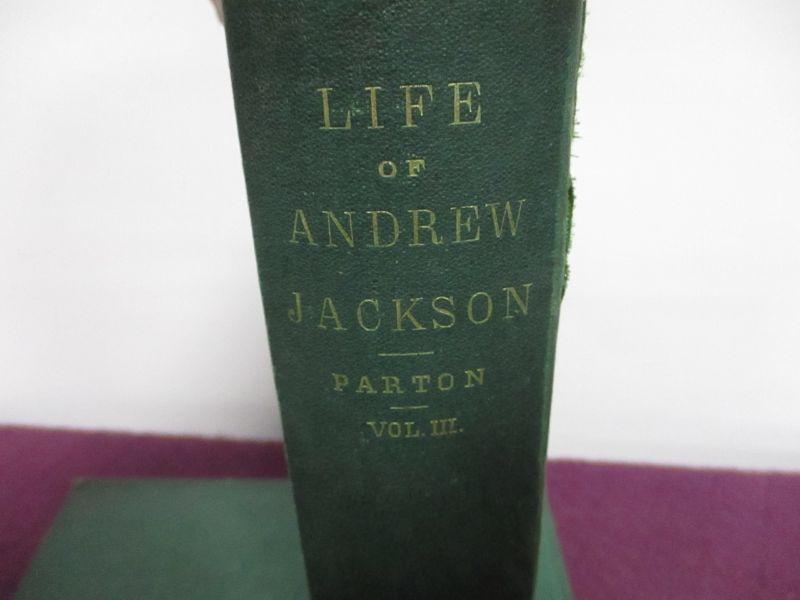 LIFE
OF
ANDREW
JACKSON
PARTON
VOL. III.